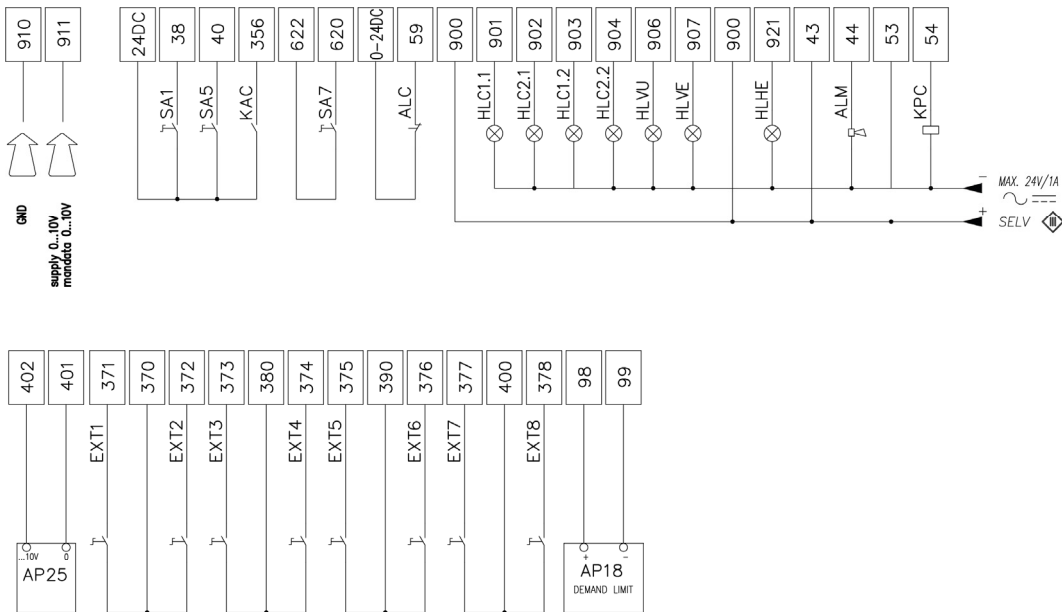 910
911
24DC
38
40
356
622
620
0-24DC
59
900
901
902
903
904
906
907
900
921
43
44
53
54
SA1
SA5
KAC
SA7
ALC
HLC1.1
HLC2.1
HLC1.2
HLC2.2
HLVU
HLVE
HLHE
ALM
KPC
GND
supply 0...10V
mandata 0...10V
− MAX. 24V/1A
+ SELV III
402
401
371
370
372
373
380
374
375
390
376
377
400
378
98
99
EXT1
EXT2
EXT3
EXT4
EXT5
EXT6
EXT7
EXT8
...10V 0
AP25
+ −
AP18
DEMAND LIMIT